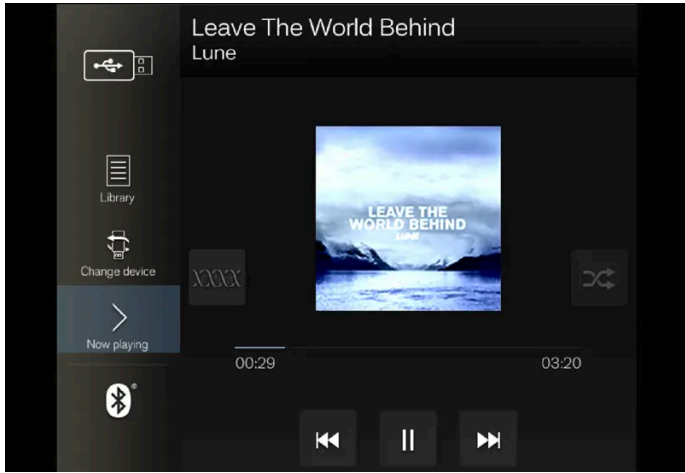 Leave The World Behind
Lune
Library
Change device
Now playing
LEAVE THE
WORLD BEHIND
LUNE
XXXX
00:29
03:20